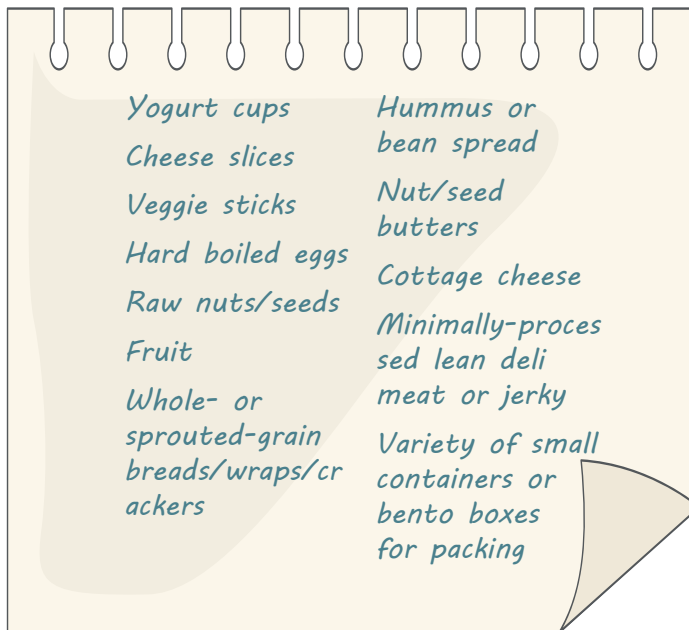 Yogurt cups
Cheese slices
Veggie sticks
Hard boiled eggs
Raw nuts/seeds
Fruit
Whole- or
sprouted-grain
breads/wraps/cr
ackers
Hummus or
bean spread
Nut/seed
butters
Cottage cheese
Minimally-proces
sed lean deli
meat or jerky
Variety of small
containers or
bento boxes
for packing